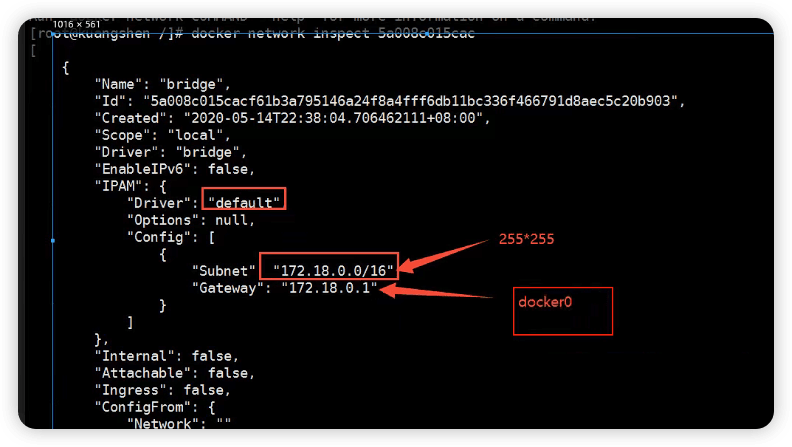 1016 × 561
[root@kuangshen /]# docker network inspect 5a008c015cac
[
{
"Name": "bridge",
"Id": "5a008c015cacf61b3a795146a24f8a4fff6db11bc336f466791d8aec5c20b903",
"Created": "2020-05-14T22:38:04.706462111+08:00",
"Scope": "local",
"Driver": "bridge",
"EnableIPv6": false,
"IPAM": {
"Driver": "default"
"Options": null,
"Config": [
255*255
{
"Subnet" "172.18.0.0/16"
"Gateway": "172.18.0.1"
docker0
}
]
},
"Internal": false,
"Attachable": false,
"Ingress": false,
"ConfigFrom": {
"Network": ""